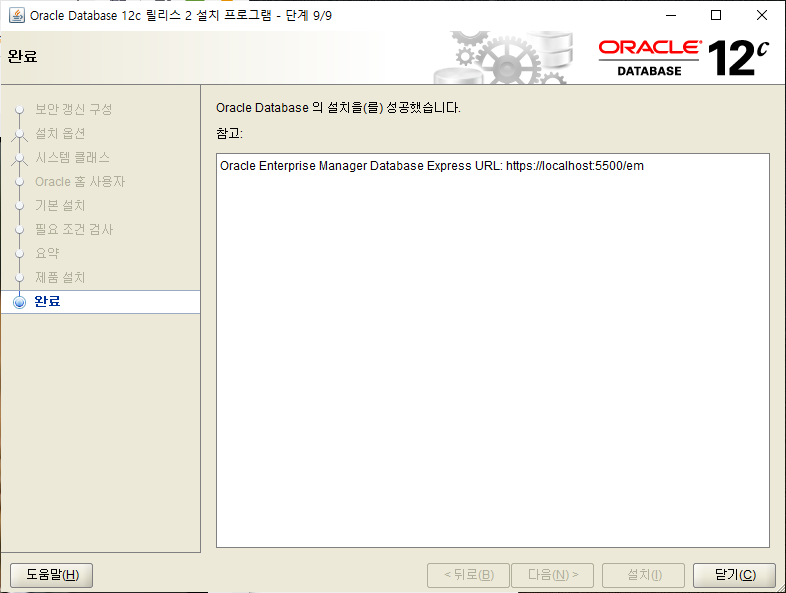 Oracle Database 12c 릴리스 2 설치 프로그램 - 단계 9/9
완료
ORACLE®
DATABASE
12c
보안 갱신 구성
설치 옵션
시스템 클래스
Oracle 홈 사용자
기본 설치
필요 조건 검사
요약
제품 설치
완료
Oracle Database 의 설치을(를) 성공했습니다.
참고:
Oracle Enterprise Manager Database Express URL: https://localhost:5500/em
도움말(H)
< 뒤로(B)
다음(N) >
설치(I)
닫기(C)